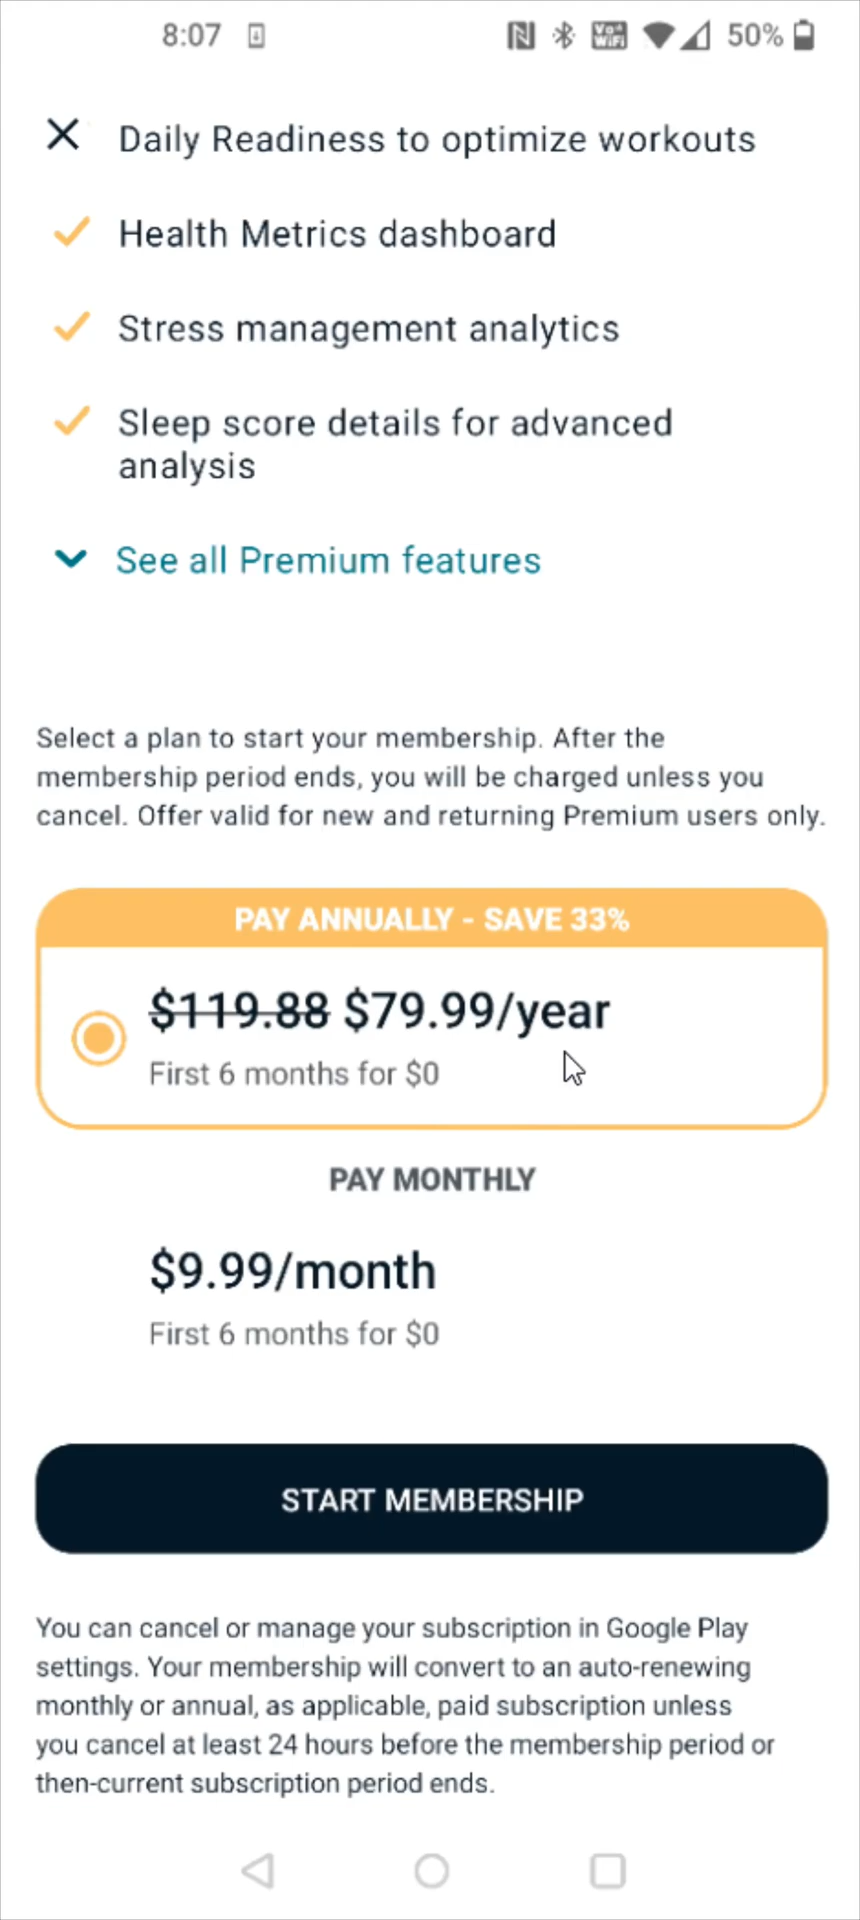 8:07
Vo WiFi 50%
Daily Readiness to optimize workouts
Health Metrics dashboard
Stress management analytics
Sleep score details for advanced
analysis
See all Premium features
Select a plan to start your membership. After the
membership period ends, you will be charged unless you
cancel. Offer valid for new and returning Premium users only.
PAY ANNUALLY - SAVE 33%
$119.88 $79.99/year
First 6 months for $0
PAY MONTHLY
$9.99/month
First 6 months for $0
START MEMBERSHIP
You can cancel or manage your subscription in Google Play
settings. Your membership will convert to an auto-renewing
monthly or annual, as applicable, paid subscription unless
you cancel at least 24 hours before the membership period or
then-current subscription period ends.